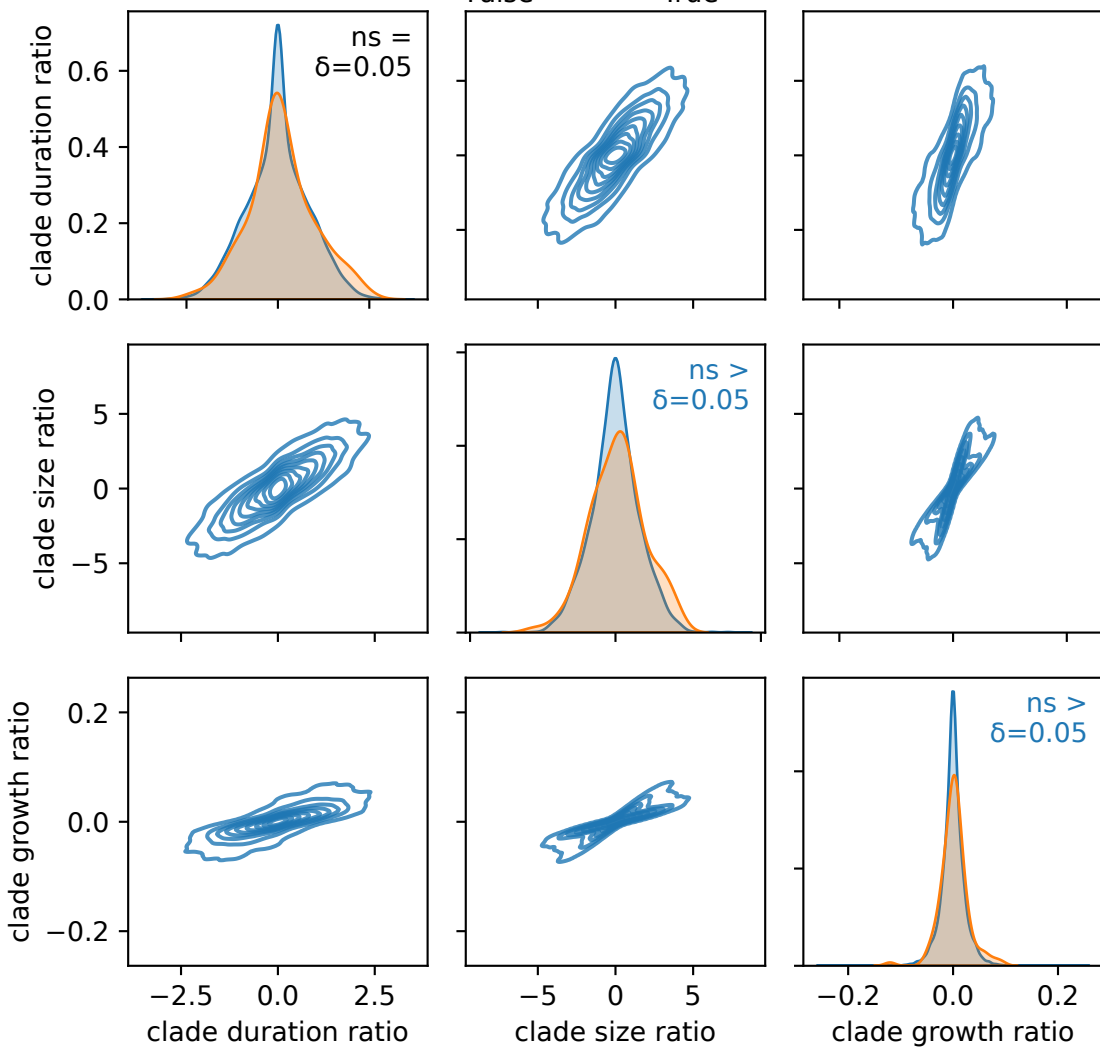 clade duration ratio
0.6
0.4
0.2
0.0
ns =
δ=0.05
clade size ratio
5
0
−5
ns >
δ=0.05
clade growth ratio
0.2
0.0
−0.2
ns >
δ=0.05
−2.5 0.0 2.5
−5 0 5
−0.2 0.0 0.2
clade duration ratio
clade size ratio
clade growth ratio